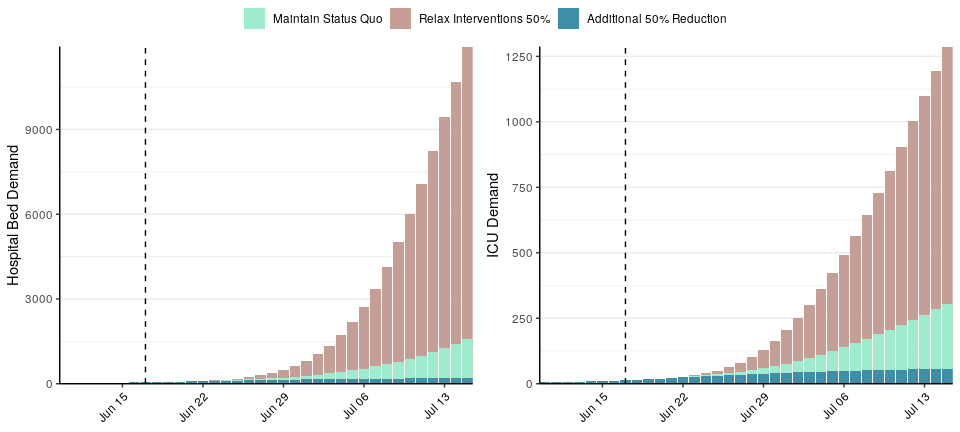 Maintain Status Quo Relax Interventions 50% Additional 50% Reduction
Hospital Bed Demand
9000
6000
3000
0
Jun 15 Jun 22 Jun 29 Jul 06 Jul 13
ICU Demand
1250
1000
750
500
250
0
Jun 15 Jun 22 Jun 29 Jul 06 Jul 13